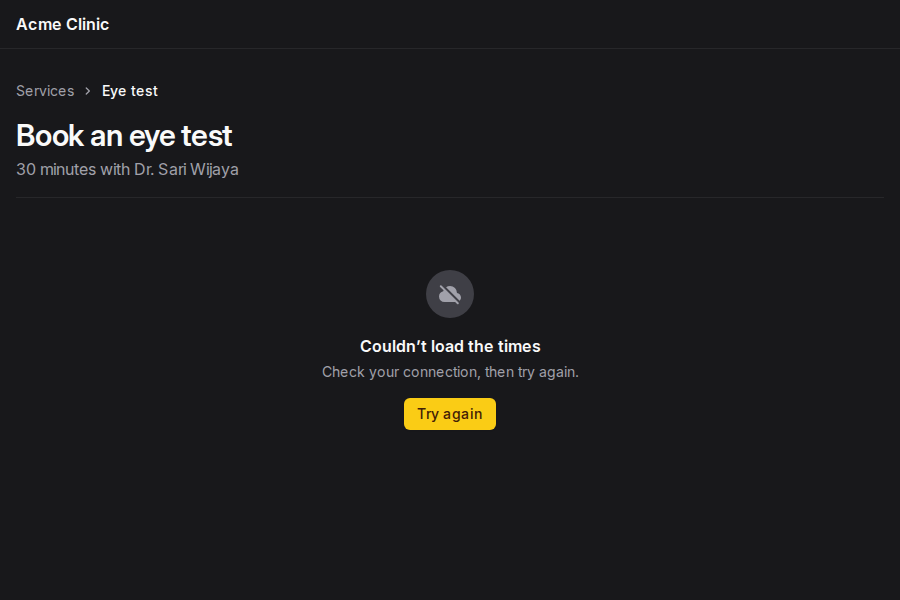 Acme Clinic
Services > Eye test
Book an eye test
30 minutes with Dr. Sari Wijaya
Couldn’t load the times
Check your connection, then try again.
Try again